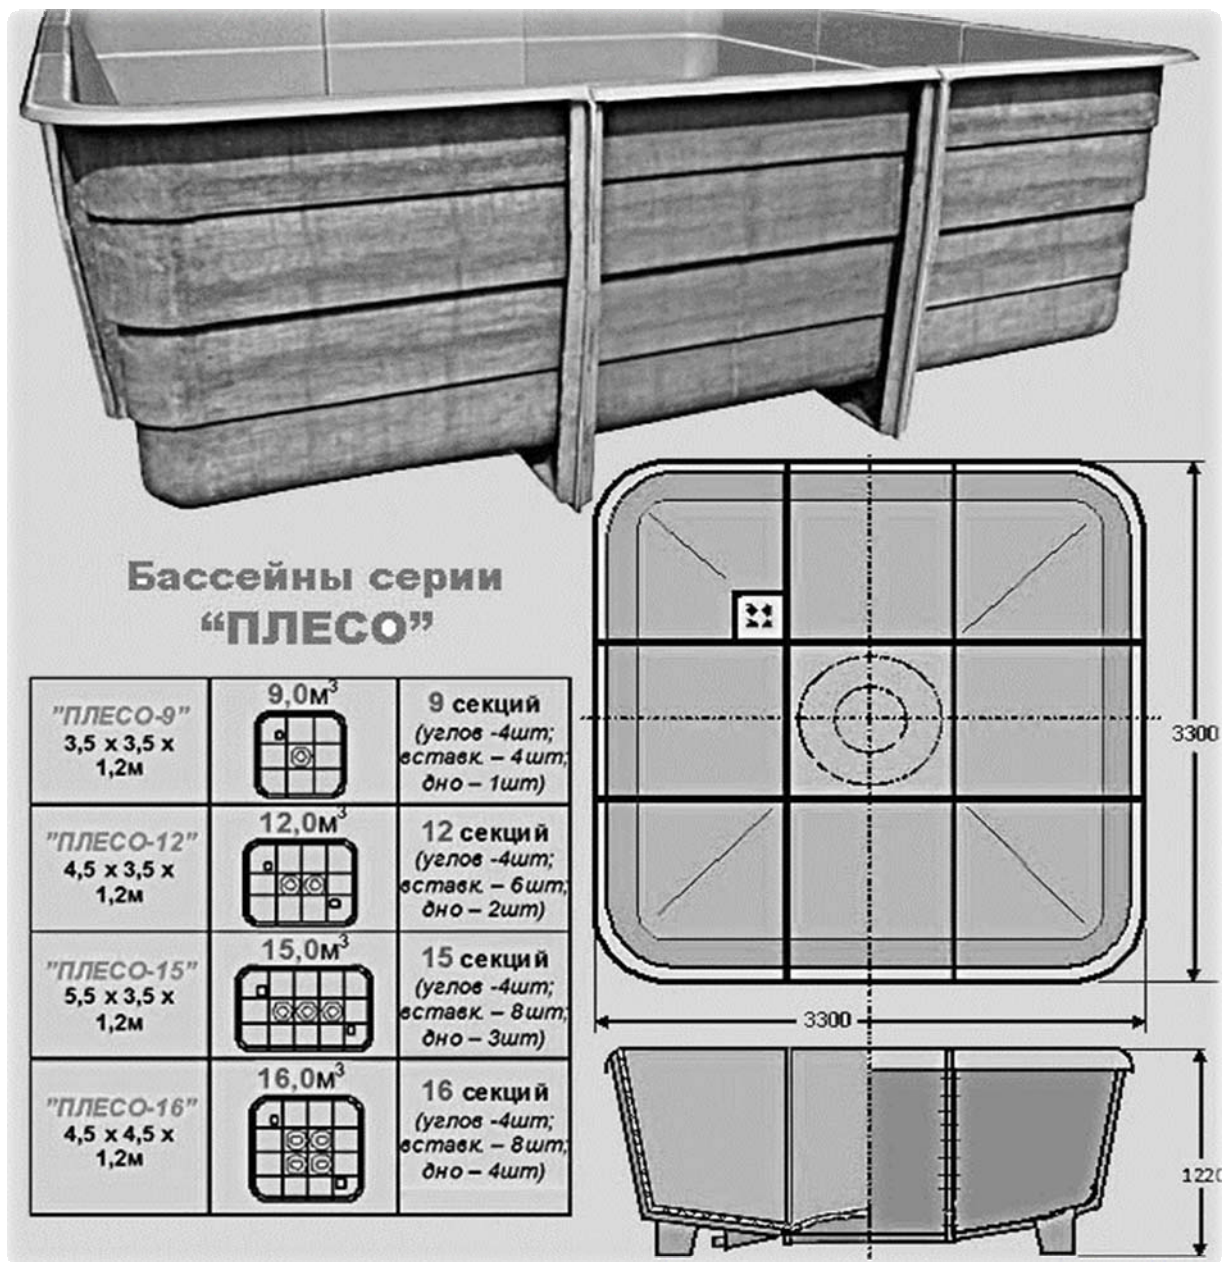 Бассейны серии
“ПЛЕСО”
"ПЛЕСО-9"
3,5 х 3,5 х
1,2м
9,0м³
9 секций
(углов -4шт;
вставк. – 4шт;
дно – 1шт)
"ПЛЕСО-12"
4,5 х 3,5 х
1,2м
12,0м³
12 секций
(углов -4шт;
вставк. – 6шт;
дно – 2шт)
"ПЛЕСО-15"
5,5 х 3,5 х
1,2м
15,0м³
15 секций
(углов -4шт;
вставк. – 8шт;
дно – 3шт)
"ПЛЕСО-16"
4,5 х 4,5 х
1,2м
16,0м³
16 секций
(углов -4шт;
вставк. – 8шт;
дно – 4шт)
3300
3300
1220